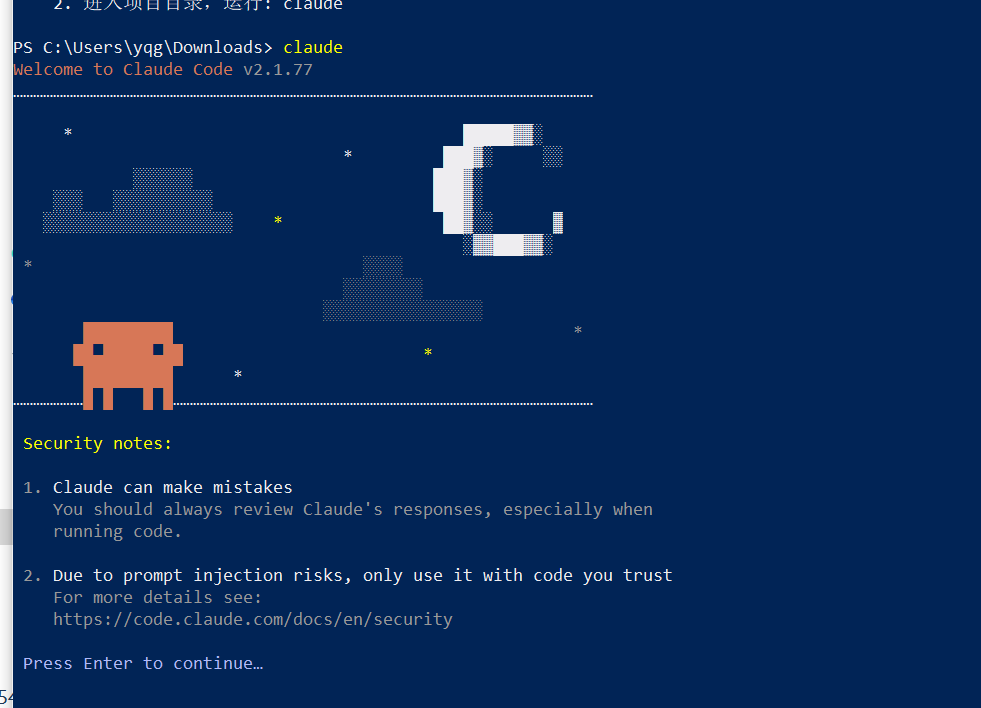 2. 进入项目目录，运行: claude
PS C:\Users\yqg\Downloads> claude
Welcome to Claude Code v2.1.77
Security notes:
1. Claude can make mistakes
You should always review Claude's responses, especially when
running code.
2. Due to prompt injection risks, only use it with code you trust
For more details see:
https://code.claude.com/docs/en/security
Press Enter to continue…